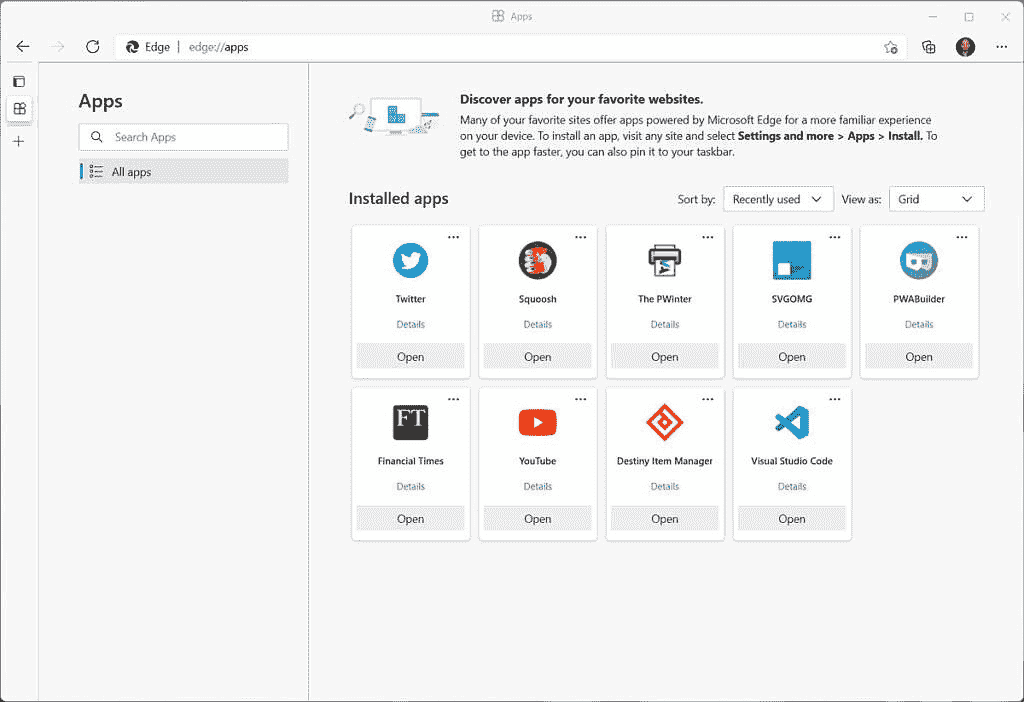 Apps
Edge | edge://apps
Apps
Search Apps
All apps
Discover apps for your favorite websites.
Many of your favorite sites offer apps powered by Microsoft Edge for a more familiar experience
on your device. To install an app, visit any site and select Settings and more > Apps > Install. To
get to the app faster, you can also pin it to your taskbar.
Installed apps
Sort by: Recently used View as: Grid
Twitter Squoosh The PWinter SVGOMG PWABuilder
Details Details Details Details Details
Open Open Open Open Open
FT
Financial Times YouTube Destiny Item Manager Visual Studio Code
Details Details Details Details
Open Open Open Open